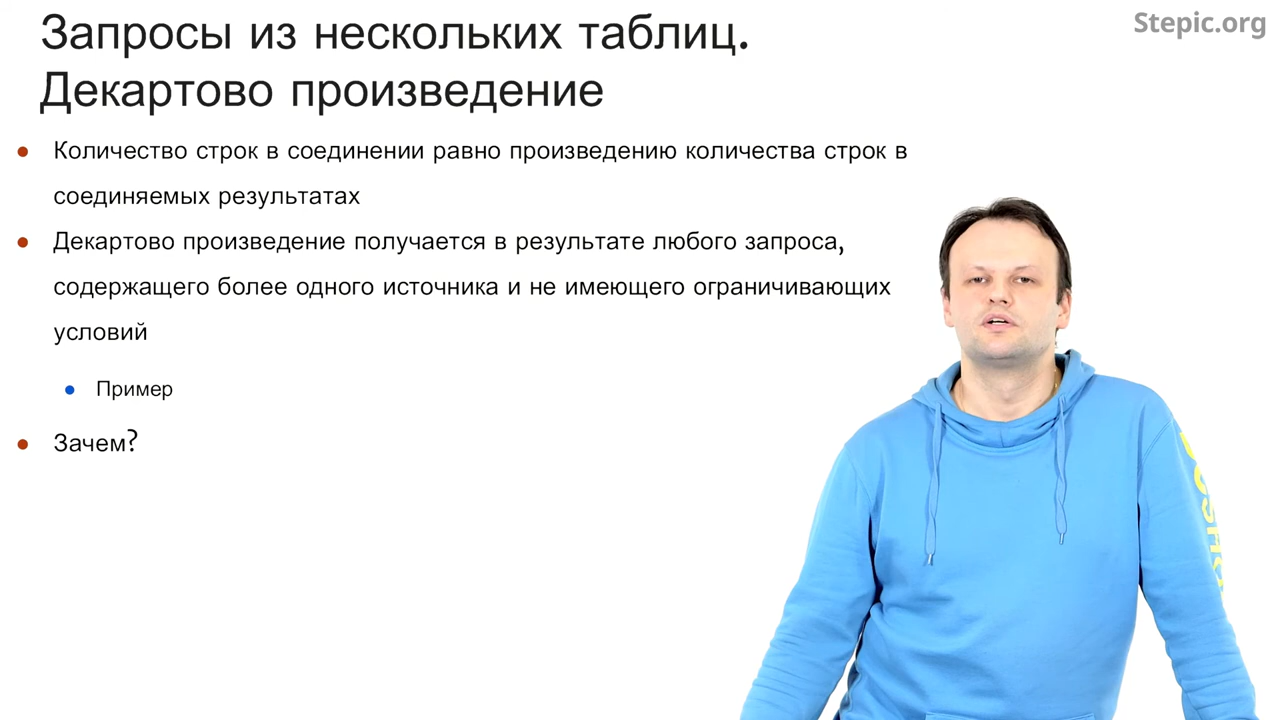 Запросы из нескольких таблиц.
Stepic.org
Декартово произведение
Количество строк в соединении равно произведению количества строк в
соединяемых результатах
Декартово произведение получается в результате любого запроса,
содержащего более одного источника и не имеющего ограничивающих
условий
Пример
Зачем?